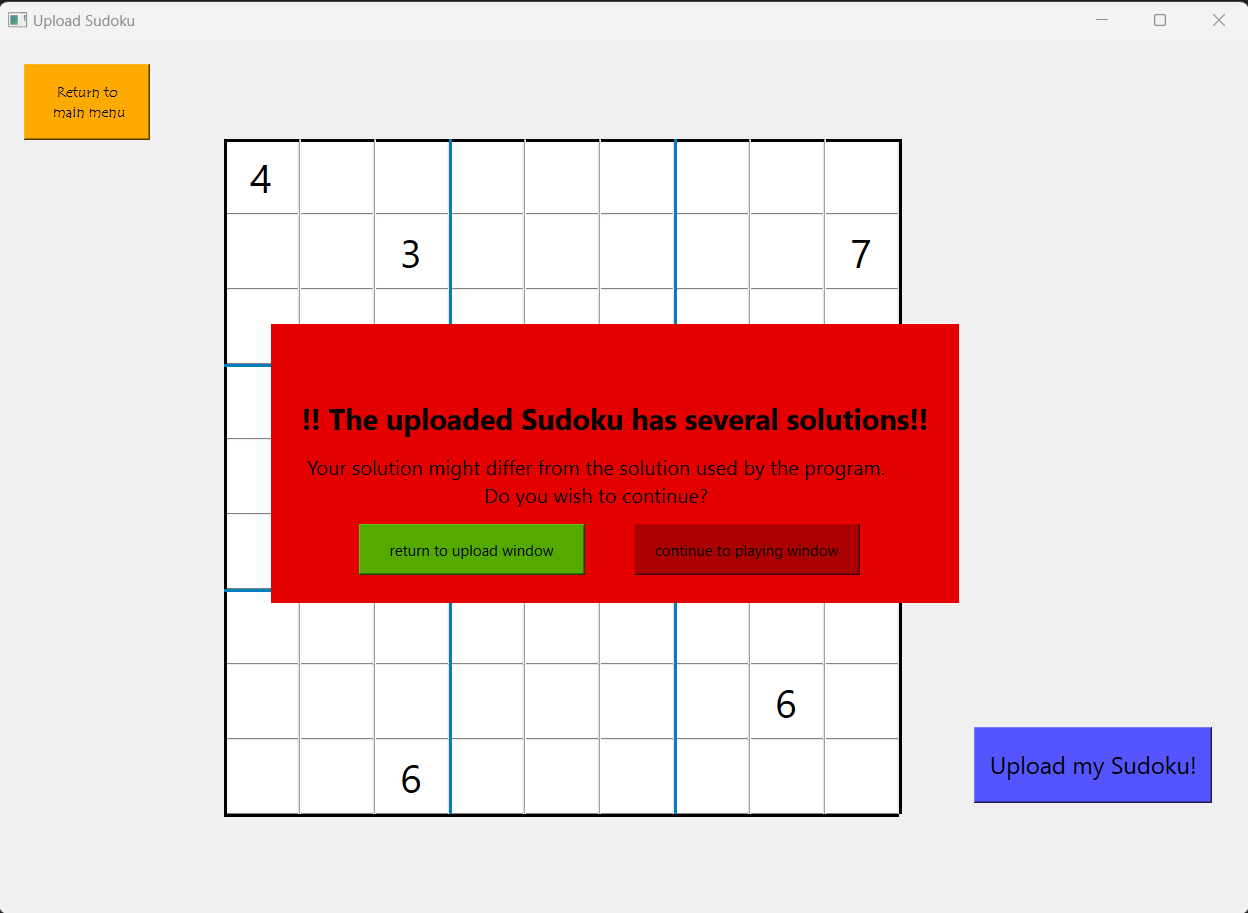 Upload Sudoku
Return to
main menu
4
3 7
!! The uploaded Sudoku has several solutions!!
Your solution might differ from the solution used by the program.
Do you wish to continue?
return to upload window continue to playing window
6
Upload my Sudoku!
6